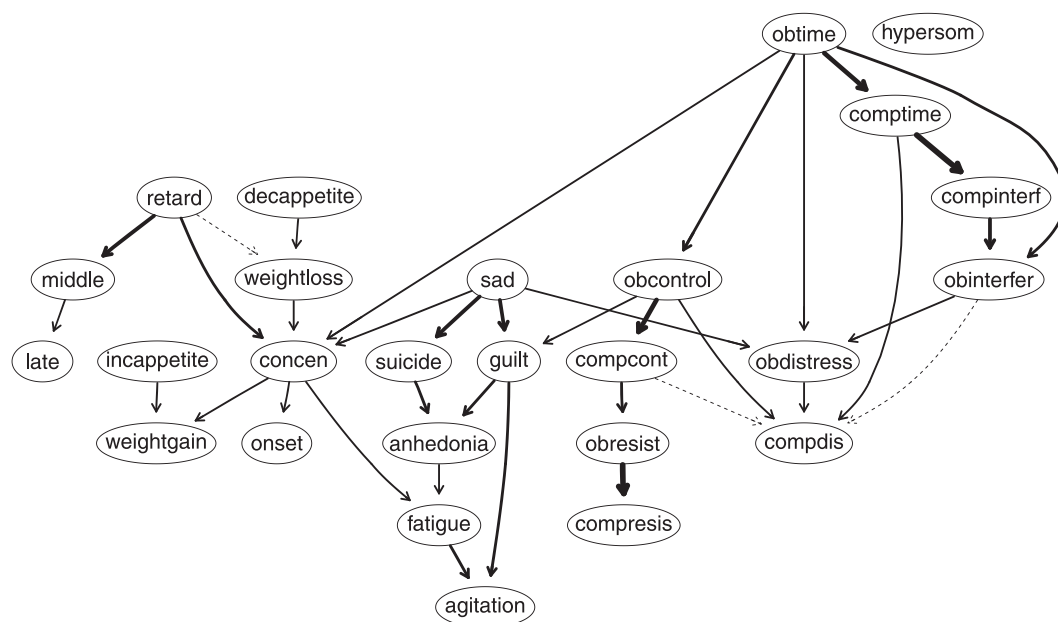 obtime
hypersom
comptime
retard
decappetite
compinterf
middle
weightloss
sad
obcontrol
obinterfer
late
incappetite
concen
suicide
guilt
compcont
obdistress
weightgain
onset
anhedonia
obresist
compdis
fatigue
compresis
agitation